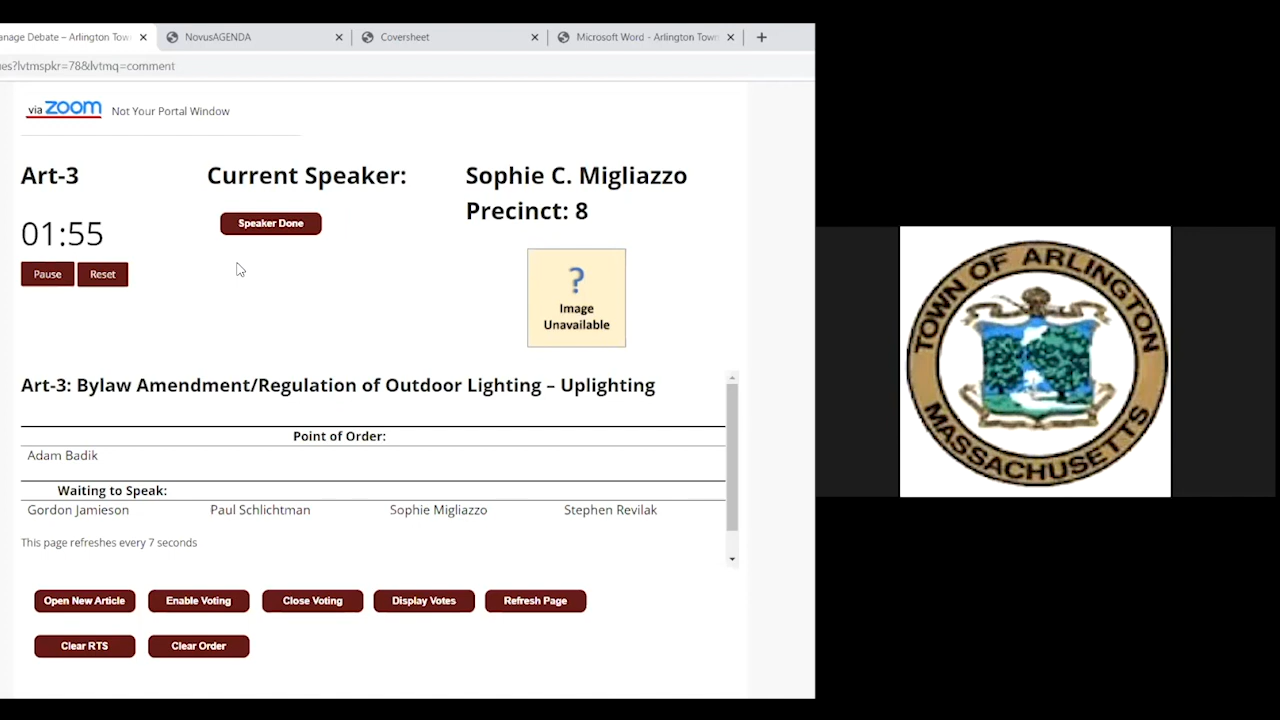 anage Debate – Arlington Tow
NovusAGENDA
Coversheet
Microsoft Word - Arlington Town
es?lvtmspkr=78&lvtmq=comment
via zoom
Not Your Portal Window
Art-3
Current Speaker:
Sophie C. Migliazzo
Precinct: 8
01:55
Speaker Done
Pause
Reset
?
Image
Unavailable
Art-3: Bylaw Amendment/Regulation of Outdoor Lighting – Uplighting
Point of Order:
Adam Badik
Waiting to Speak:
Gordon Jamieson
Paul Schlichtman
Sophie Migliazzo
Stephen Revilak
This page refreshes every 7 seconds
Open New Article
Enable Voting
Close Voting
Display Votes
Refresh Page
Clear RTS
Clear Order
TOWN OF ARLINGTON
MASSACHUSETTS